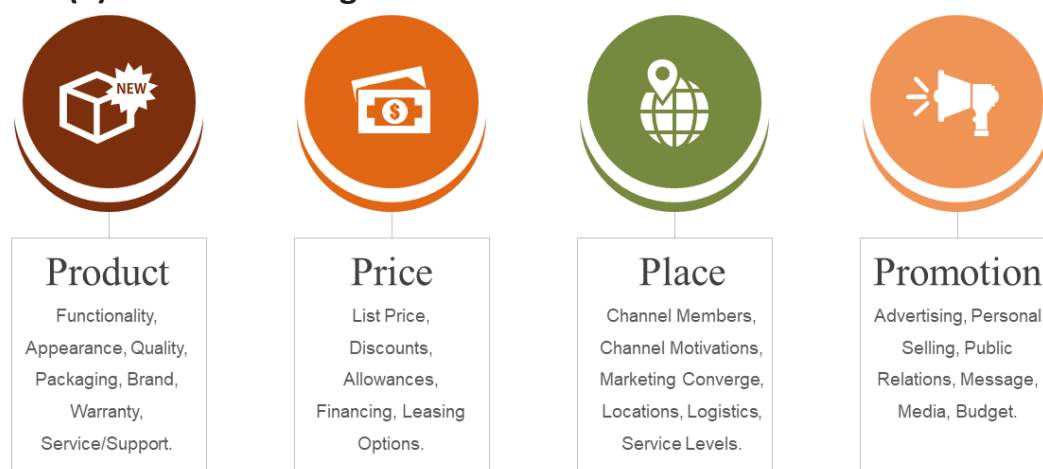 NEW
$
Product
Functionality,
Appearance, Quality,
Packaging, Brand,
Warranty,
Service/Support.
Price
List Price,
Discounts,
Allowances,
Financing, Leasing
Options.
Place
Channel Members,
Channel Motivations,
Marketing Converge,
Locations, Logistics,
Service Levels.
Promotion
Advertising, Personal
Selling, Public
Relations, Message,
Media, Budget.